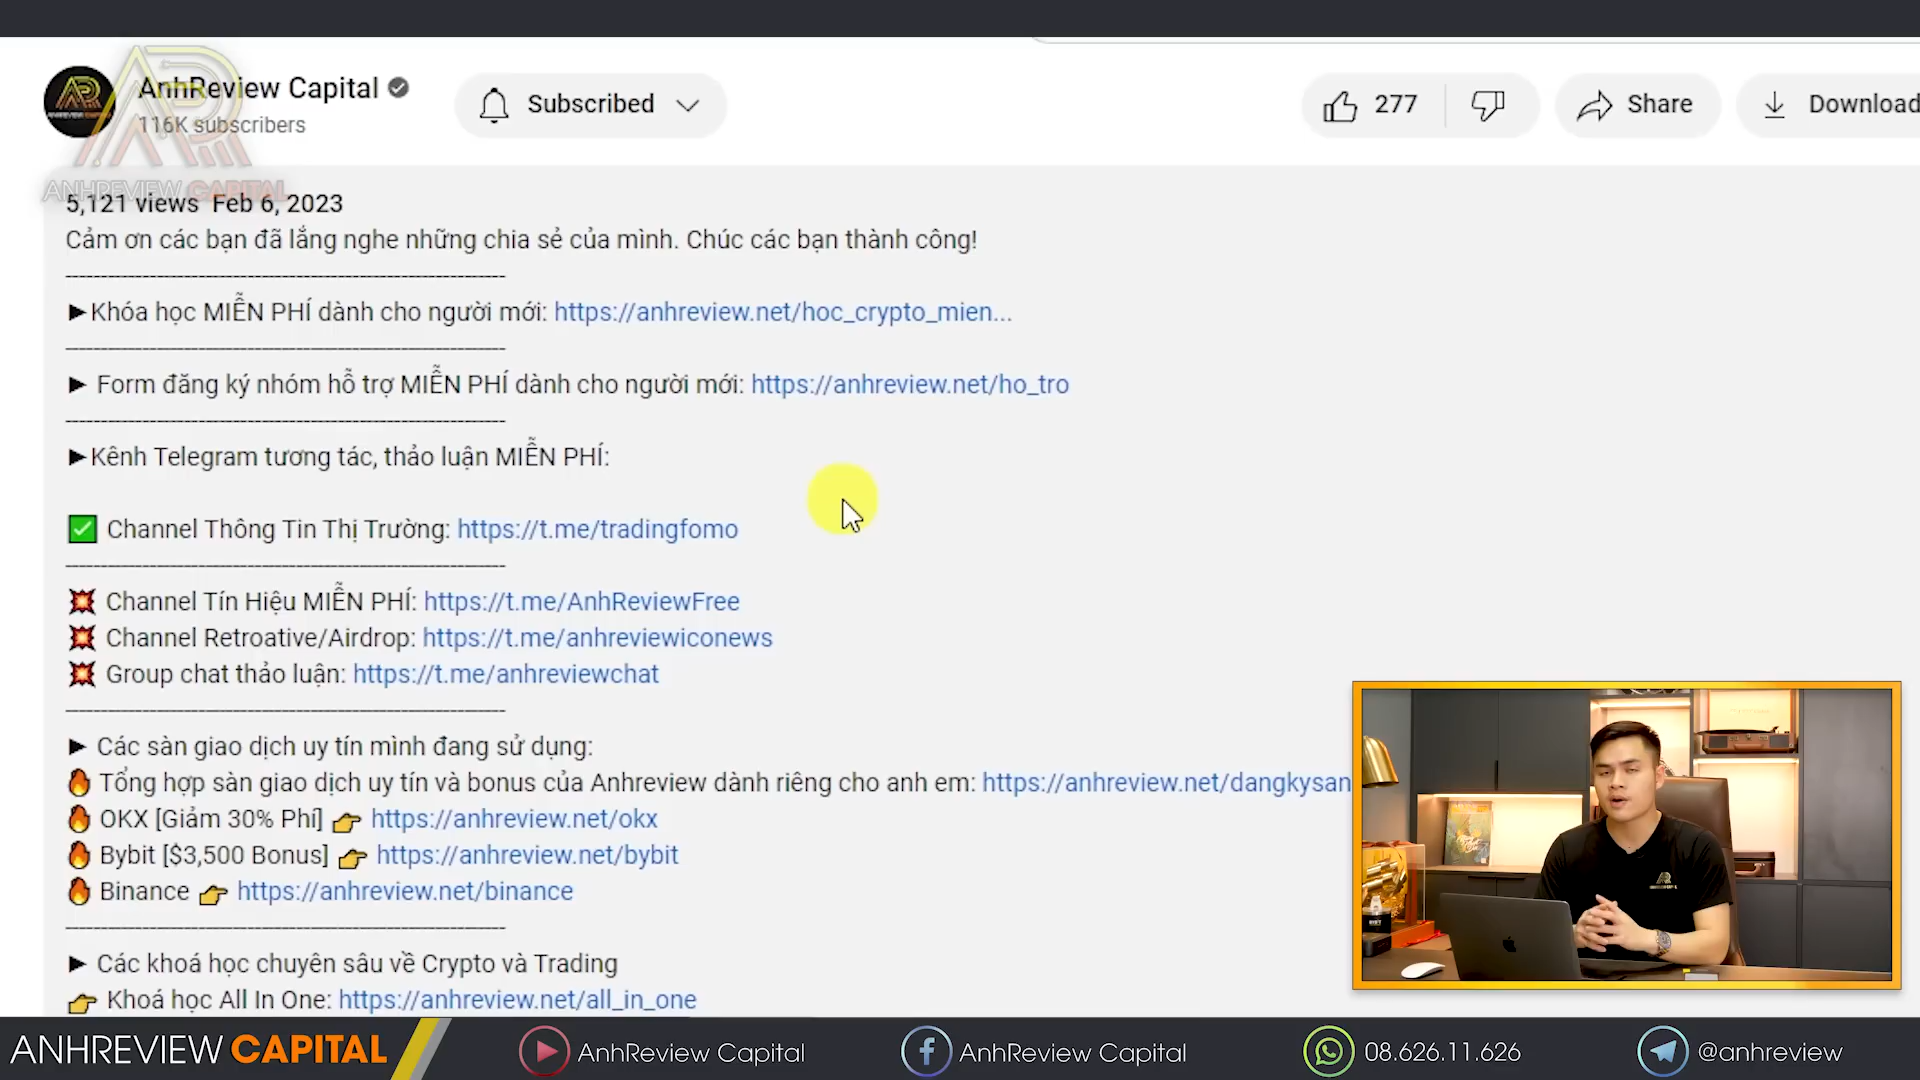 AnhReview Capital
116K subscribers
Subscribed
277
Share
Download
ANHREVIEW CAPITAL
5,121 views Feb 6, 2023
Cảm ơn các bạn đã lắng nghe những chia sẻ của mình. Chúc các bạn thành công!
►Khóa học MIỄN PHÍ dành cho người mới: https://anhreview.net/hoc_crypto_mien...
► Form đăng ký nhóm hỗ trợ MIỄN PHÍ dành cho người mới: https://anhreview.net/ho_tro
►Kênh Telegram tương tác, thảo luận MIỄN PHÍ:
✅ Channel Thông Tin Thị Trường: https://t.me/tradingfomo
💥 Channel Tín Hiệu MIỄN PHÍ: https://t.me/AnhReviewFree
💥 Channel Retroative/Airdrop: https://t.me/anhreviewiconews
💥 Group chat thảo luận: https://t.me/anhreviewchat
► Các sàn giao dịch uy tín mình đang sử dụng:
🔥 Tổng hợp sàn giao dịch uy tín và bonus của Anhreview dành riêng cho anh em: https://anhreview.net/dangkysan
🔥 OKX [Giảm 30% Phí] 👉 https://anhreview.net/okx
🔥 Bybit [$3,500 Bonus] 👉 https://anhreview.net/bybit
🔥 Binance 👉 https://anhreview.net/binance
► Các khoá học chuyên sâu về Crypto và Trading
👉 Khoá học All In One: https://anhreview.net/all_in_one
ANHREVIEW CAPITAL
AnhReview Capital
AnhReview Capital
08.626.11.626
@anhreview